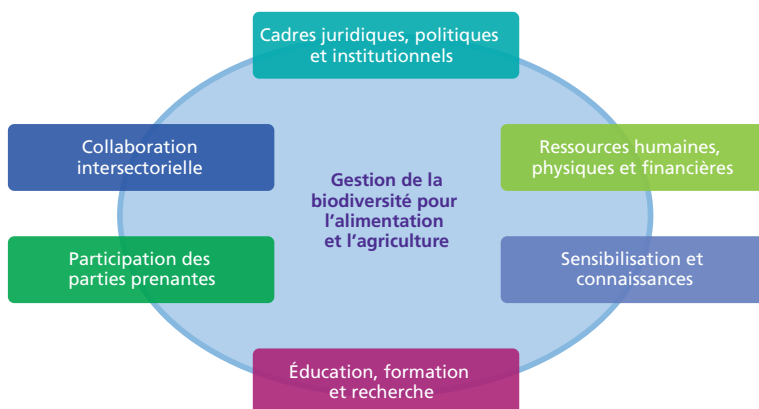 Cadres juridiques, politiques
et institutionnels
Collaboration
intersectorielle
Ressources humaines,
physiques et financières
Gestion de la
biodiversité pour
l'alimentation
et l'agriculture
Participation des
parties prenantes
Sensibilisation et
connaissances
Éducation, formation
et recherche